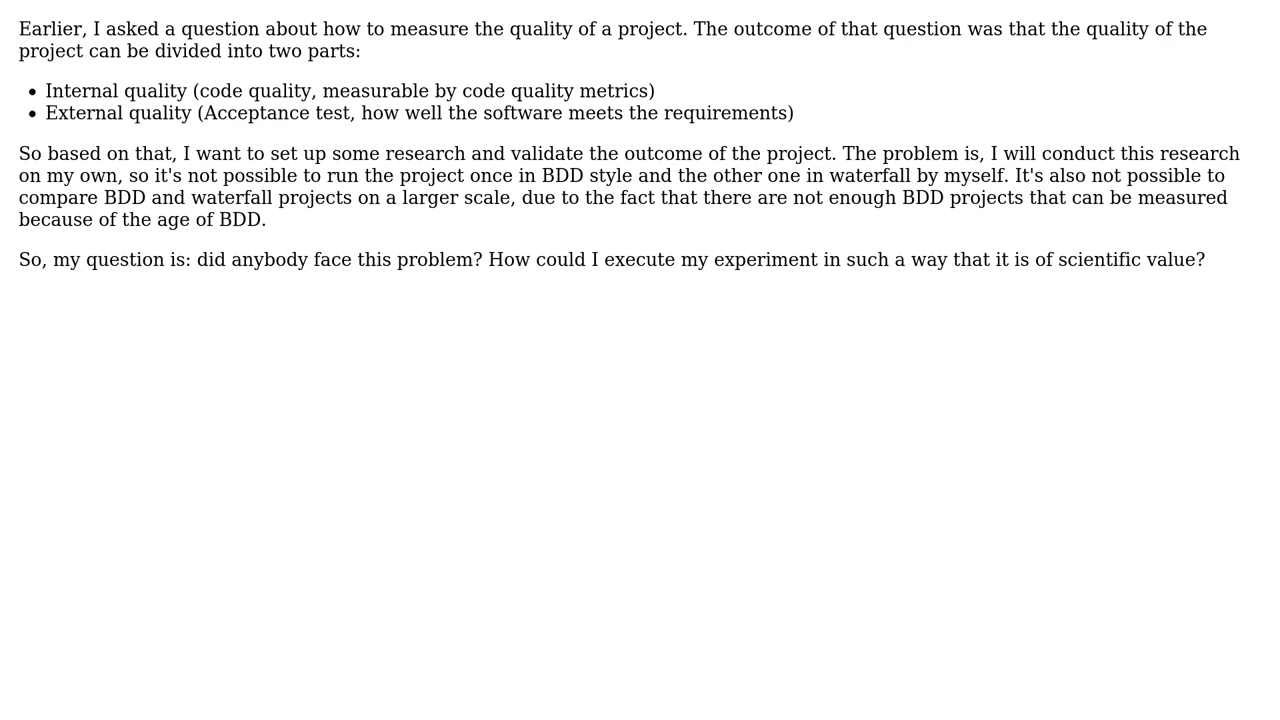 Earlier, I asked a question about how to measure the quality of a project. The outcome of that question was that the quality of the
project can be divided into two parts:
• Internal quality (code quality, measurable by code quality metrics)
• External quality (Acceptance test, how well the software meets the requirements)
So based on that, I want to set up some research and validate the outcome of the project. The problem is, I will conduct this research
on my own, so it's not possible to run the project once in BDD style and the other one in waterfall by myself. It's also not possible to
compare BDD and waterfall projects on a larger scale, due to the fact that there are not enough BDD projects that can be measured
because of the age of BDD.
So, my question is: did anybody face this problem? How could I execute my experiment in such a way that it is of scientific value?